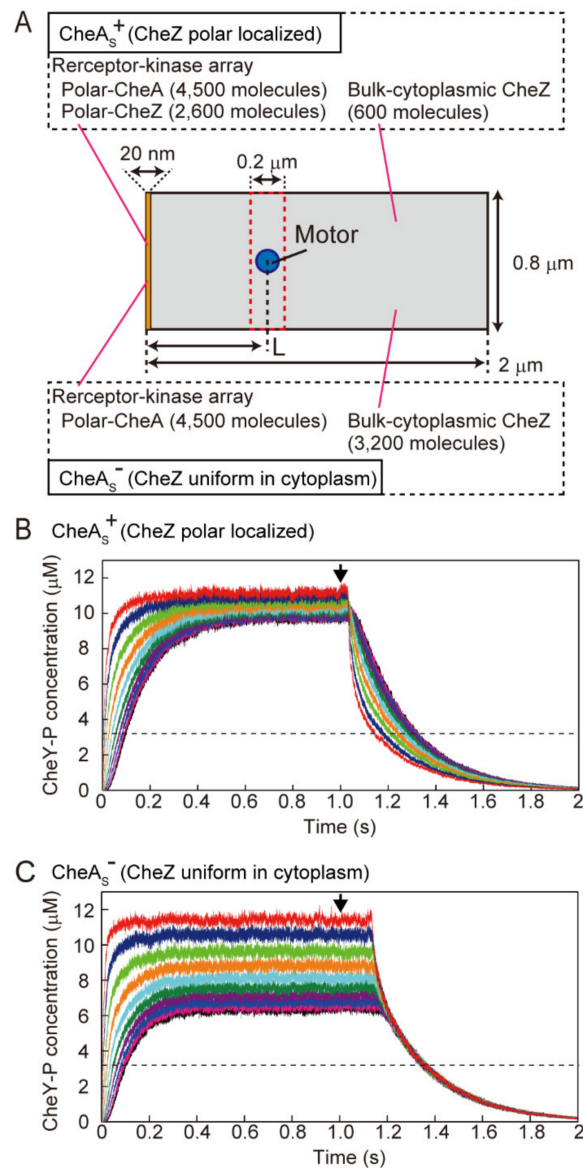 A
CheAs+ (CheZ polar localized)
Rerceptor-kinase array
Polar-CheA (4,500 molecules)
Polar-CheZ (2,600 molecules)
Bulk-cytoplasmic CheZ
(600 molecules)
20 nm
0.2 μm
Motor
0.8 μm
L
2 μm
Rerceptor-kinase array
Polar-CheA (4,500 molecules)
Bulk-cytoplasmic CheZ
(3,200 molecules)
CheAs− (CheZ uniform in cytoplasm)
B CheAs+ (CheZ polar localized)
CheY-P concentration (μM)
12
10
8
6
4
2
0
0 0.2 0.4 0.6 0.8 1.0 1.2 1.4 1.6 1.8 2
Time (s)
C CheAs− (CheZ uniform in cytoplasm)
CheY-P concentration (μM)
12
10
8
6
4
2
0
0 0.2 0.4 0.6 0.8 1.0 1.2 1.4 1.6 1.8 2
Time (s)